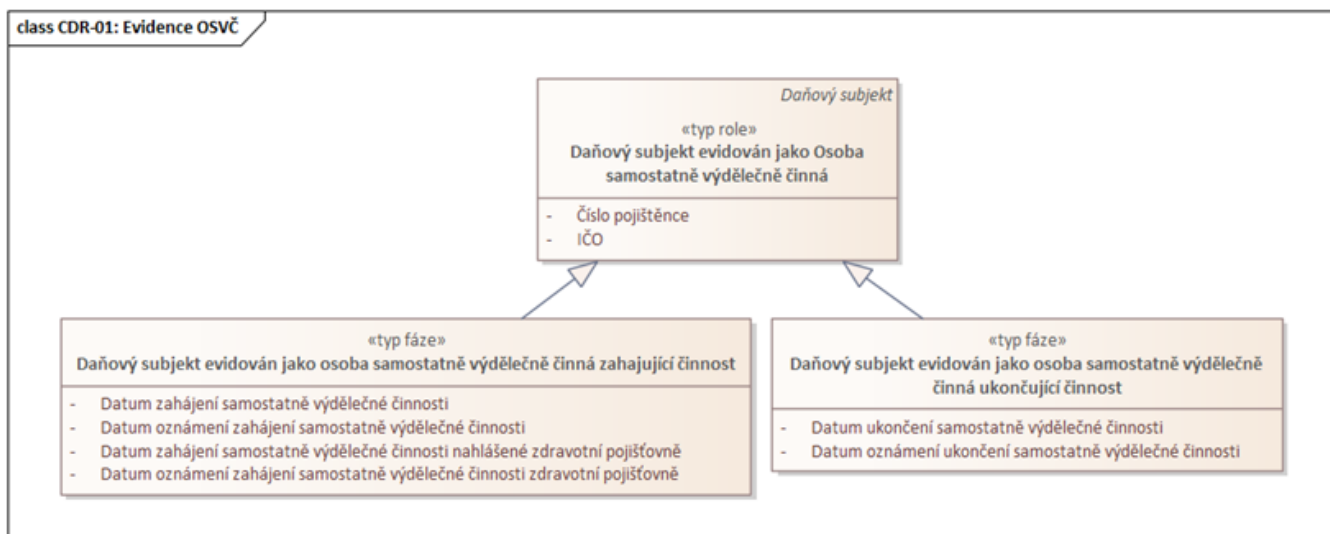 class CDR-01: Evidence OSVČ
Daňový subjekt
«typ role»
Daňový subjekt evidován jako Osoba
samostatně výdělečně činná
- Číslo pojištěnce
- IČO
«typ fáze»
Daňový subjekt evidován jako osoba samostatně výdělečně činná zahajující činnost
- Datum zahájení samostatně výdělečné činnosti
- Datum oznámení zahájení samostatně výdělečné činnosti
- Datum zahájení samostatně výdělečné činnosti nahlášené zdravotní pojišťovně
- Datum oznámení zahájení samostatně výdělečné činnosti zdravotní pojišťovně
«typ fáze»
Daňový subjekt evidován jako osoba samostatně výdělečně
činná ukončující činnost
- Datum ukončení samostatně výdělečné činnosti
- Datum oznámení ukončení samostatně výdělečné činnosti